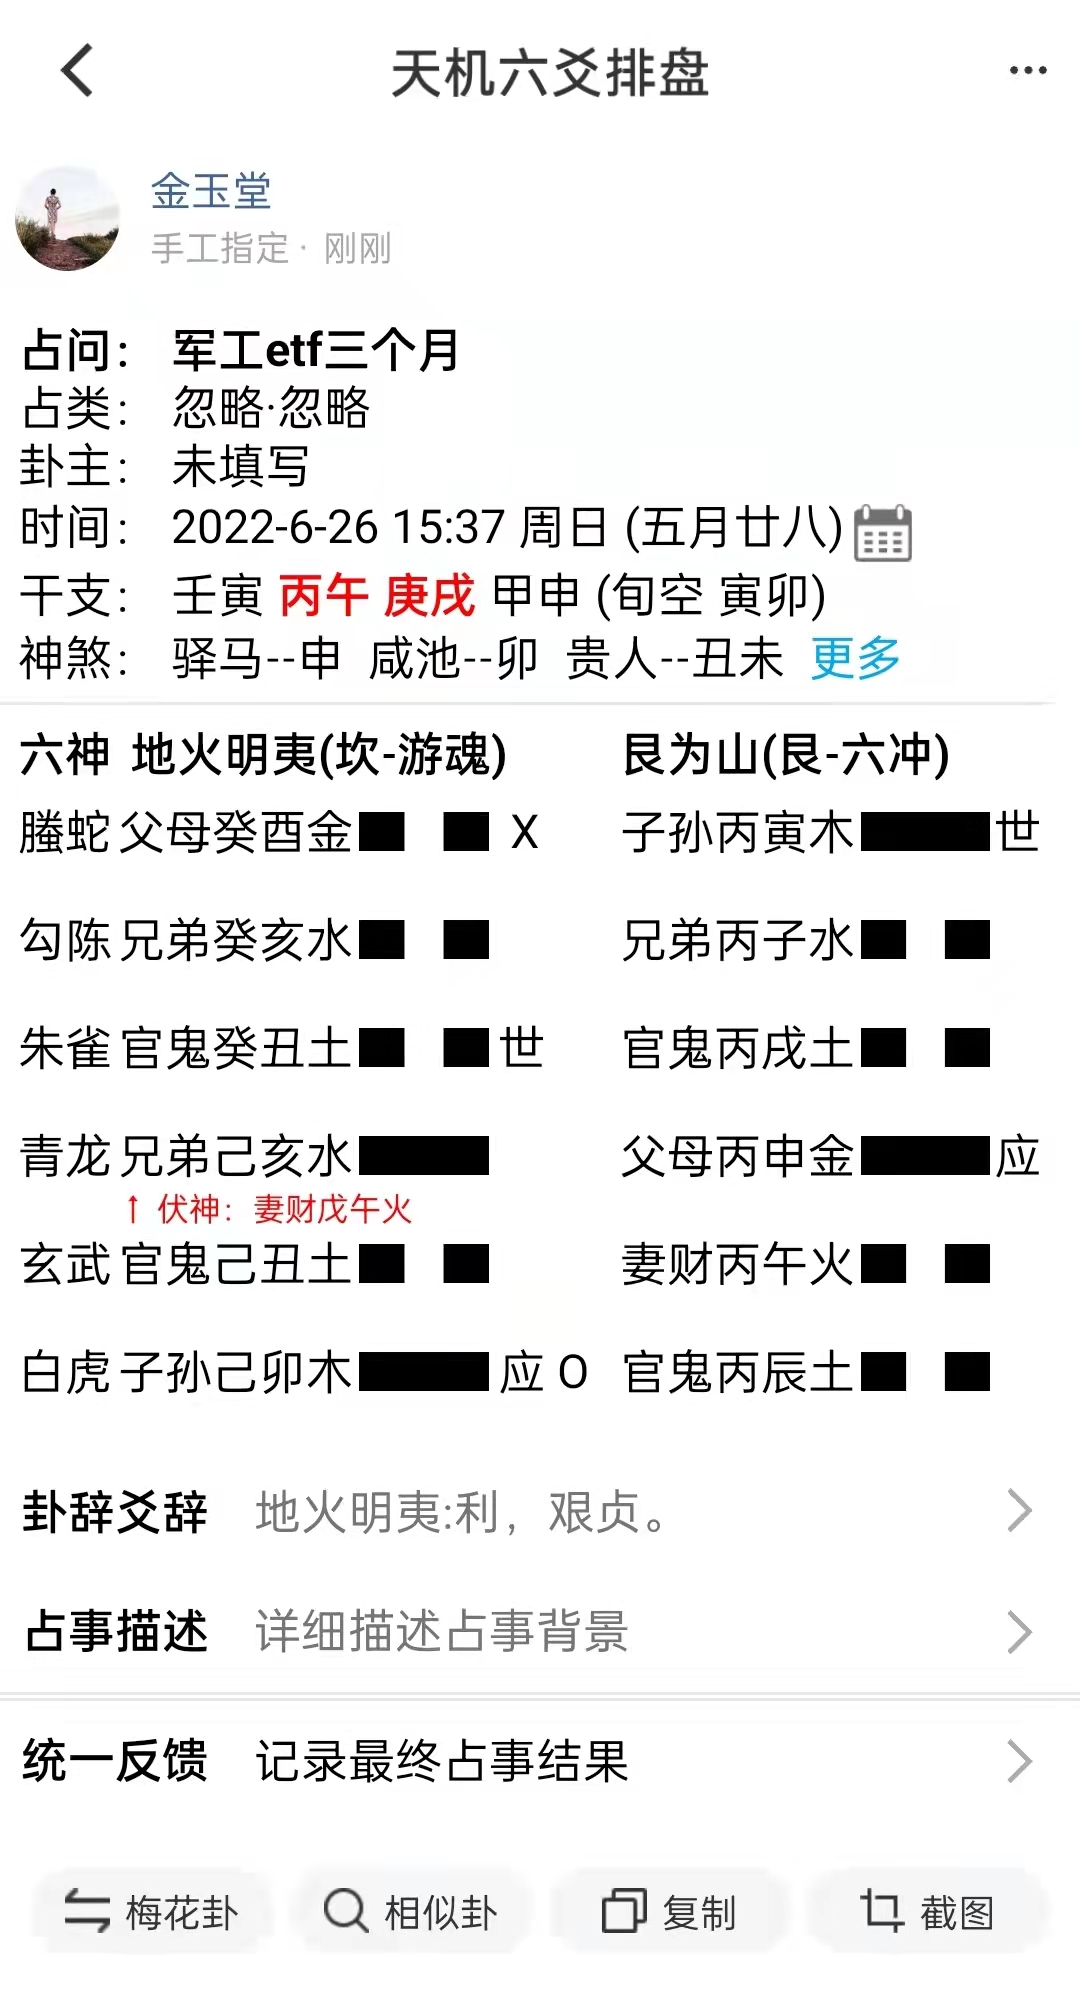 天机六爻排盘
金玉堂
手工指定 · 刚刚
占问： 军工etf三个月
占类： 忽略·忽略
卦主： 未填写
时间： 2022-6-26 15:37 周日 (五月廿八)
干支： 壬寅 丙午 庚戌 甲申 (旬空 寅卯)
神煞： 驿马--申 咸池--卯 贵人--丑未 更多
六神 地火明夷(坎-游魂) 艮为山(艮-六冲)
螣蛇 父母癸酉金 X 子孙丙寅木 世
勾陈 兄弟癸亥水 兄弟丙子水
朱雀 官鬼癸丑土 世 官鬼丙戌土
青龙 兄弟己亥水 父母丙申金 应
↑ 伏神：妻财戊午火
玄武 官鬼己丑土 妻财丙午火
白虎 子孙己卯木 应 O 官鬼丙辰土
卦辞爻辞 地火明夷:利，艰贞。
占事描述 详细描述占事背景
统一反馈 记录最终占事结果
梅花卦 相似卦 复制 截图